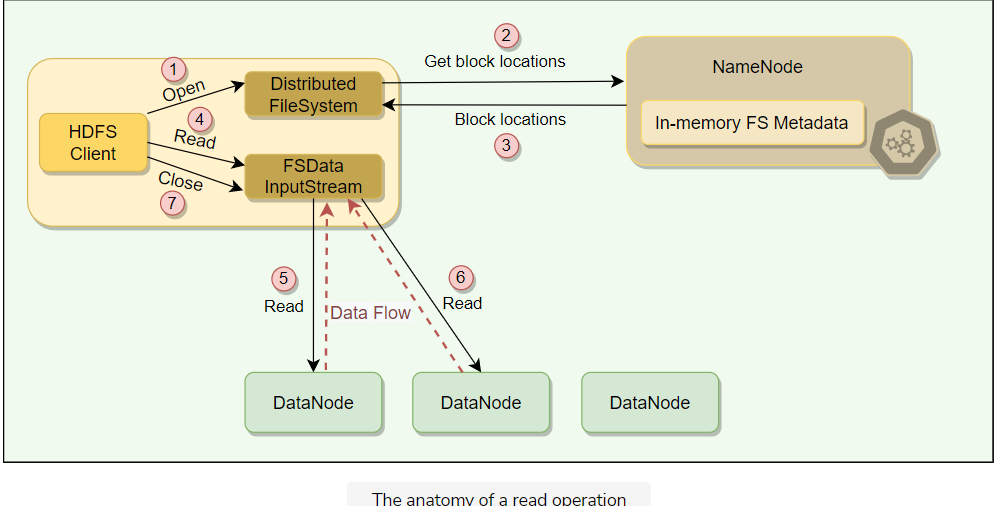 2
Get block locations
NameNode
1
Open
Distributed
FileSystem
In-memory FS Metadata
Block locations
3
HDFS
Client
4
Read
FSData
InputStream
Close
7
5
Read
6
Read
Data Flow
DataNode
DataNode
DataNode
The anatomy of a read operation